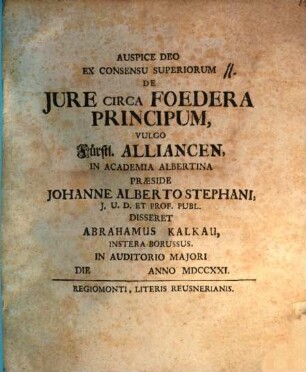 AUSPICE DEO
EX CONSENSU SUPERIORUM 11.
DE
JURE CIRCA FOEDERA
PRINCIPUM,
VULGO
Fürstl. ALLIANCEN,
IN ACADEMIA ALBERTINA
PRÆSIDE
JOHANNE ALBERTO STEPHANI,
J. U. D. ET PROF. PUBL.
DISSERET
ABRAHAMUS KALKAU,
INSTERA-BORUSSUS.
IN AUDITORIO MAJORI
DIE ANNO MDCCXXI.
REGIOMONTI, LITERIS REUSNERIANIS.